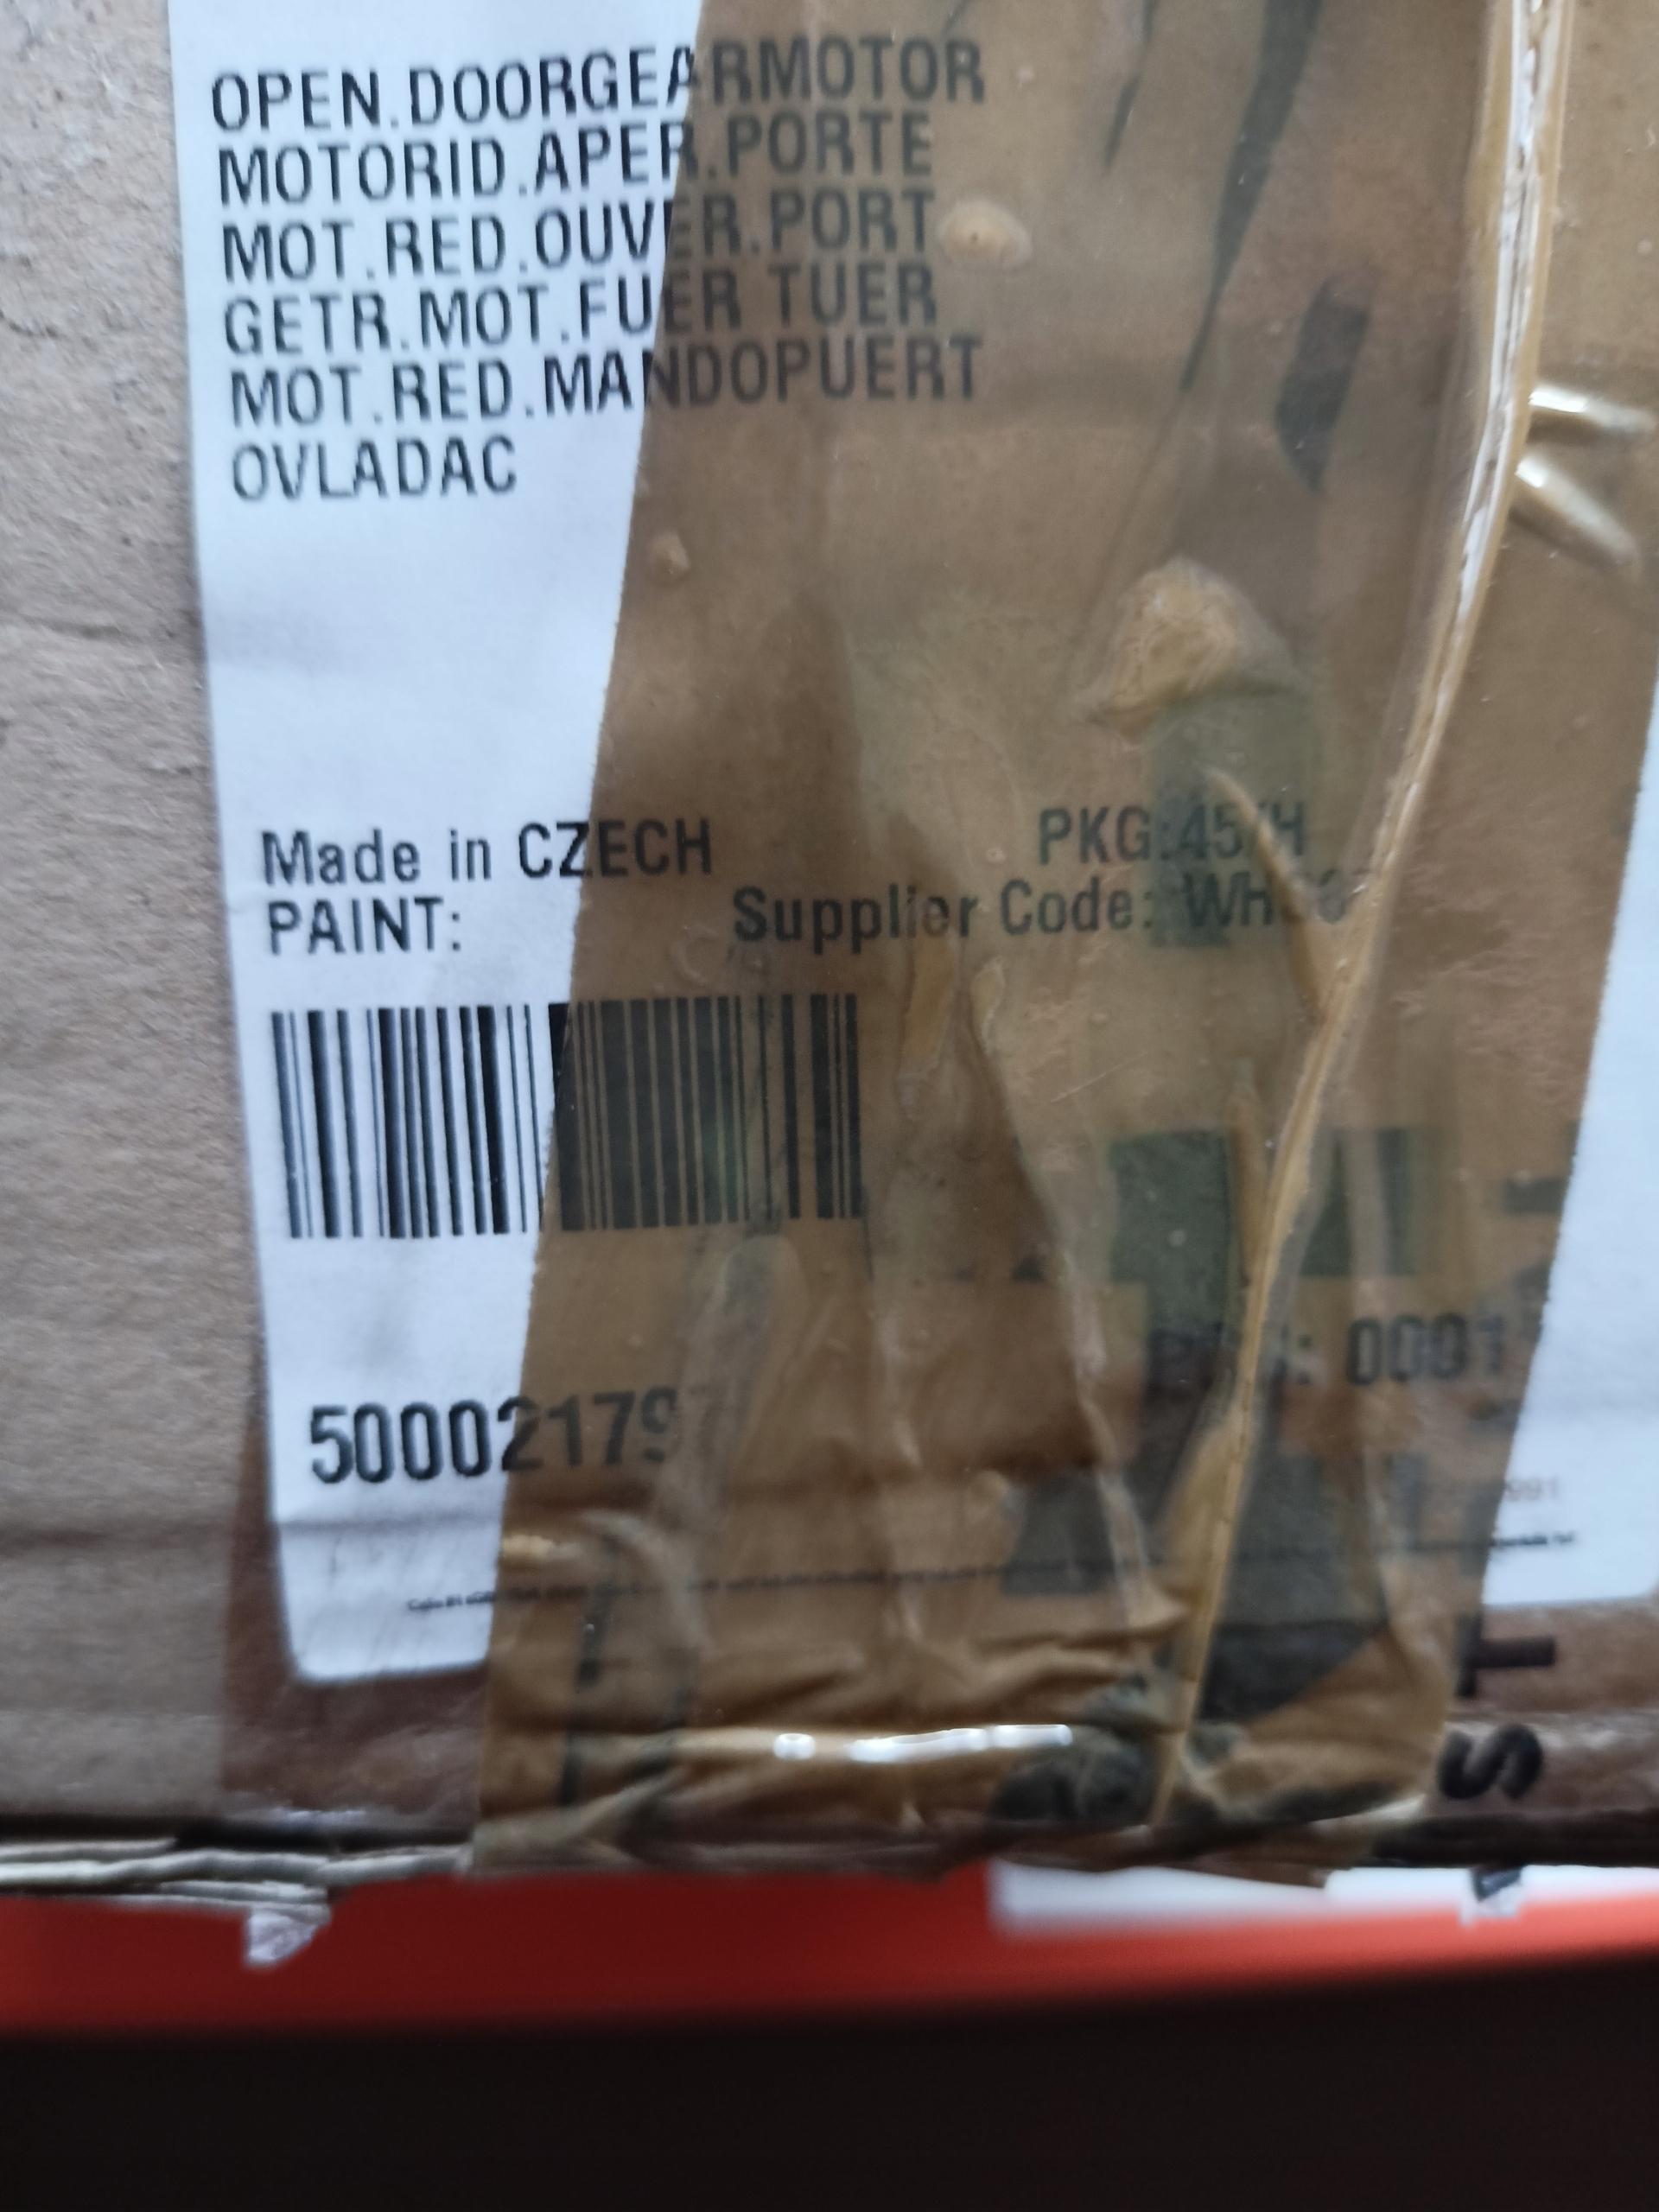 OPEN.DOORGEARMOTOR
MOTORID.APER.PORTE
MOT.RED.OUVER.PORT
GETR.MOT.FUER TUER
MOT.RED.MANDOPUERT
OVLADAC
Made in CZECH PKG:45/H
PAINT: Supplier Code:
0001